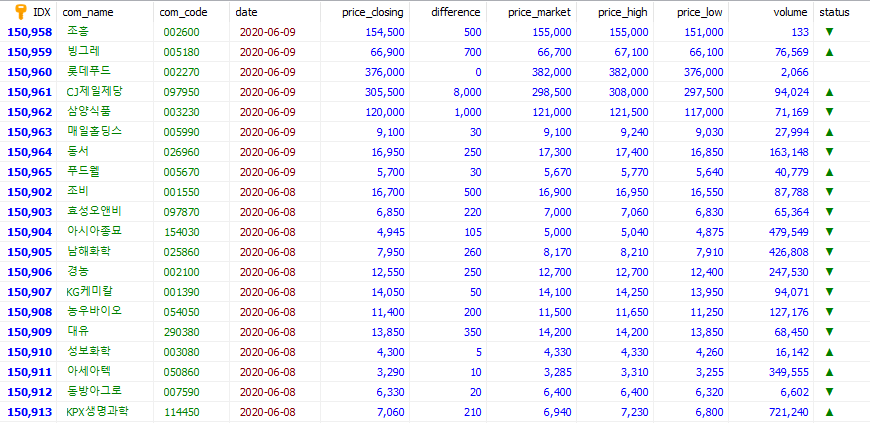 IDX com_name com_code date price_closing difference price_market price_high price_low volume status
150,958 조흥 002600 2020-06-09 154,500 500 155,000 155,000 151,000 133 ▼
150,959 빙그레 005180 2020-06-09 66,900 700 66,700 67,100 66,100 76,569 ▲
150,960 롯데푸드 002270 2020-06-09 376,000 0 382,000 382,000 376,000 2,066
150,961 CJ제일제당 097950 2020-06-09 305,500 8,000 298,500 308,000 297,500 94,024 ▲
150,962 삼양식품 003230 2020-06-09 120,000 1,000 121,000 121,500 117,000 71,169 ▼
150,963 매일홀딩스 005990 2020-06-09 9,100 30 9,100 9,240 9,030 27,994 ▲
150,964 동서 026960 2020-06-09 16,950 250 17,300 17,400 16,850 163,148 ▼
150,965 푸드웰 005670 2020-06-09 5,700 30 5,670 5,770 5,640 40,779 ▲
150,902 조비 001550 2020-06-08 16,700 500 16,900 16,950 16,550 87,788 ▼
150,903 효성오앤비 097870 2020-06-08 6,850 220 7,000 7,060 6,830 65,364 ▼
150,904 아시아종묘 154030 2020-06-08 4,945 105 5,000 5,040 4,875 479,549 ▼
150,905 남해화학 025860 2020-06-08 7,950 260 8,170 8,210 7,910 426,808 ▼
150,906 경농 002100 2020-06-08 12,550 250 12,700 12,700 12,400 247,530 ▼
150,907 KG케미칼 001390 2020-06-08 14,050 50 14,100 14,250 13,950 94,071 ▼
150,908 농우바이오 054050 2020-06-08 11,400 200 11,500 11,650 11,250 127,176 ▼
150,909 대유 290380 2020-06-08 13,850 350 14,200 14,200 13,850 68,450 ▼
150,910 성보화학 003080 2020-06-08 4,300 5 4,330 4,330 4,260 16,142 ▲
150,911 아세아텍 050860 2020-06-08 3,290 10 3,285 3,310 3,255 349,555 ▲
150,912 동방아그로 007590 2020-06-08 6,330 20 6,400 6,400 6,320 6,602 ▼
150,913 KPX생명과학 114450 2020-06-08 7,060 210 6,940 7,230 6,800 721,240 ▲